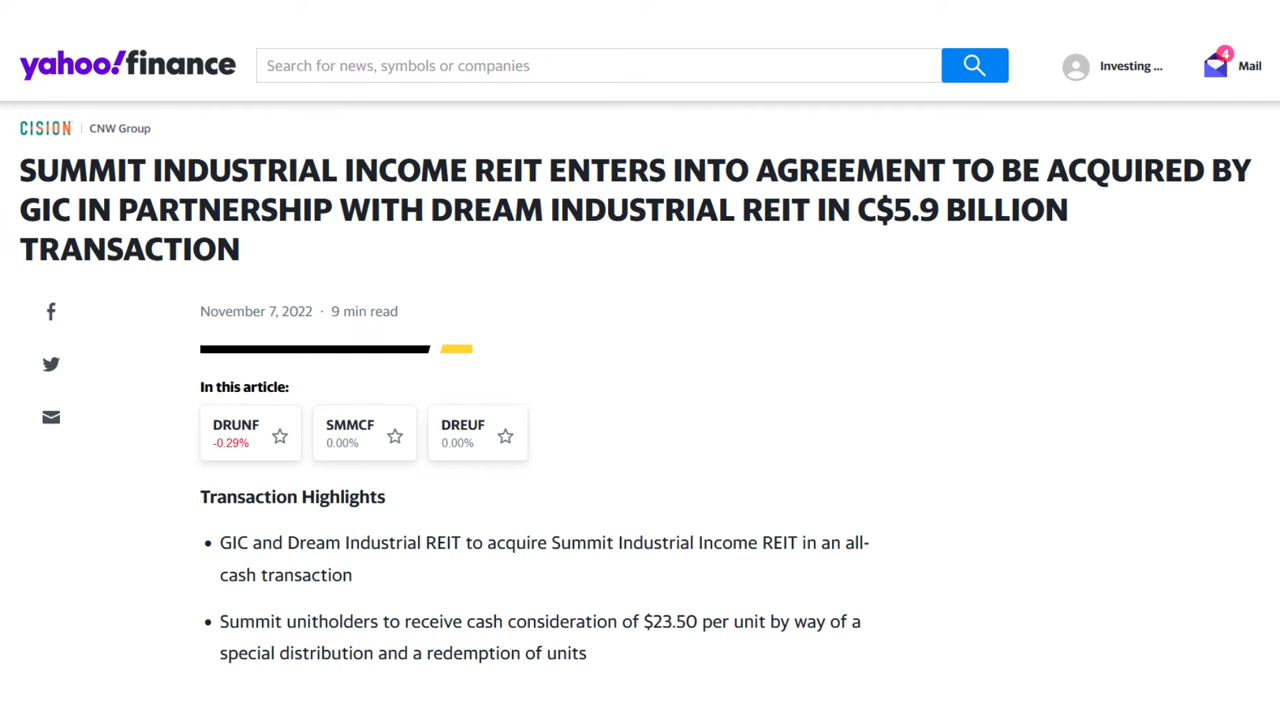 yahoo!finance
Search for news, symbols or companies
Investing ...
4
Mail
CISION
CNW Group
SUMMIT INDUSTRIAL INCOME REIT ENTERS INTO AGREEMENT TO BE ACQUIRED BY
GIC IN PARTNERSHIP WITH DREAM INDUSTRIAL REIT IN C$5.9 BILLION
TRANSACTION
November 7, 2022 · 9 min read
In this article:
DRUNF
-0.29%
SMMCF
0.00%
DREUF
0.00%
Transaction Highlights
• GIC and Dream Industrial REIT to acquire Summit Industrial Income REIT in an all-
cash transaction
• Summit unitholders to receive cash consideration of $23.50 per unit by way of a
special distribution and a redemption of units